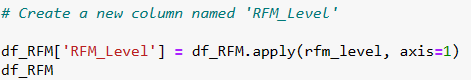 # Create a new column named 'RFM_Level'
df_RFM['RFM_Level'] = df_RFM.apply(rfm_level, axis=1)
df_RFM